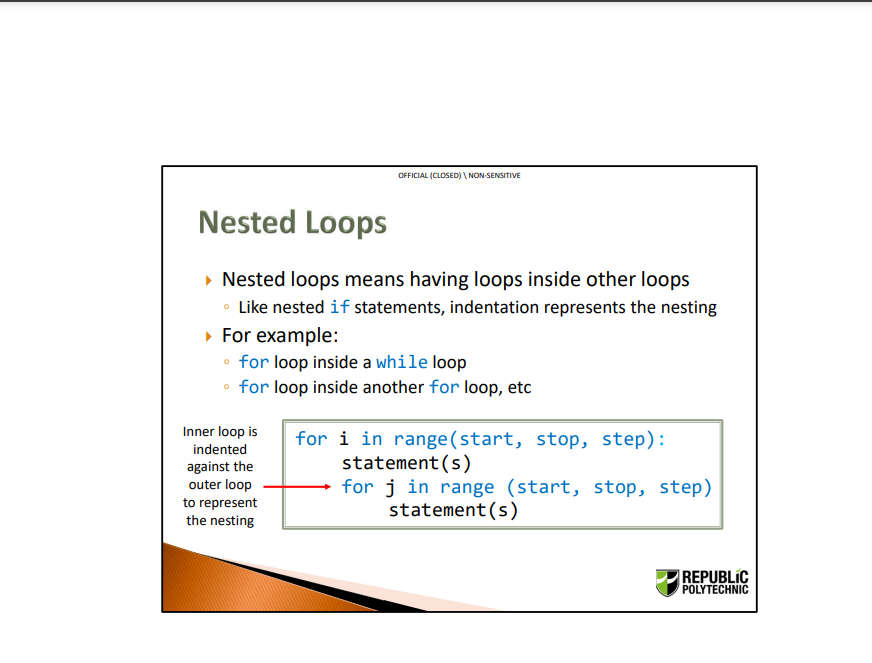 OFFICIAL (CLOSED) \ NON-SENSITIVE
Nested Loops
Nested loops means having loops inside other loops
Like nested if statements, indentation represents the nesting
For example:
for loop inside a while loop
for loop inside another for loop, etc
Inner loop is
indented
against the
outer loop
to represent
the nesting
for i in range(start, stop, step):
statement(s)
for j in range (start, stop, step)
statement(s)
REPUBLIC
POLYTECHNIC